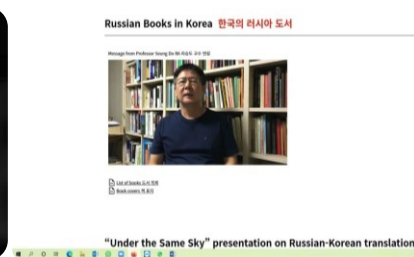 Russian Books in Korea 한국의 러시아 도서
Message from Professor Seung Do
List of books 도서 목록
Book covers 책 표지
“Under the Same Sky” presentation on Russian-Korean translation